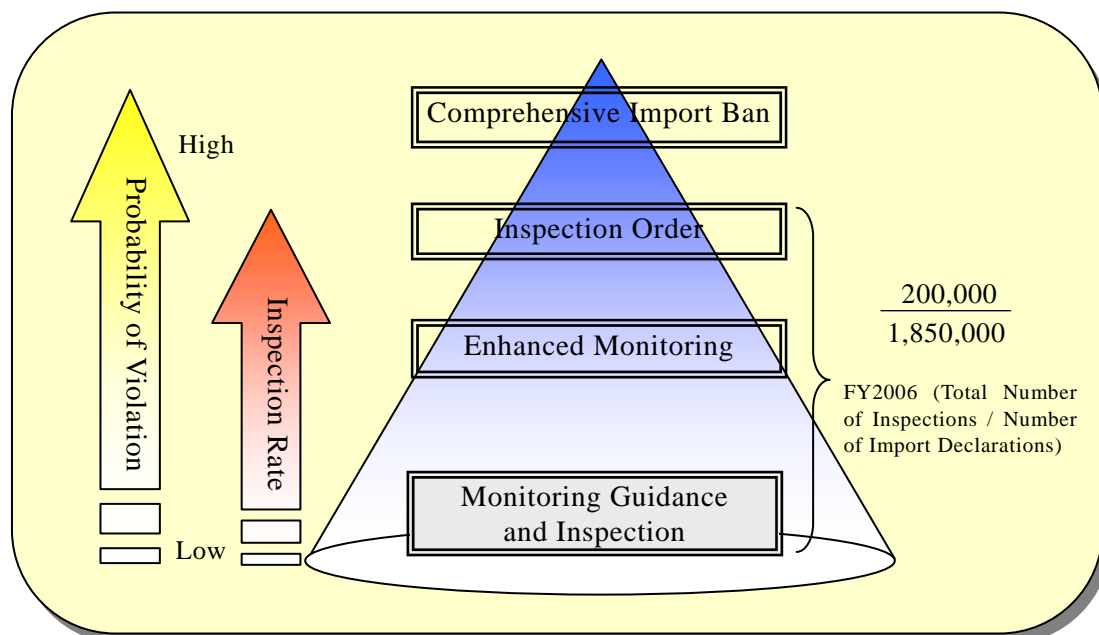 Comprehensive Import Ban
High
Probability of Violation
Inspection Rate
Inspection Order
Enhanced Monitoring
200,000
1,850,000
FY2006 (Total Number
of Inspections / Number
of Import Declarations)
Monitoring Guidance
and Inspection
Low